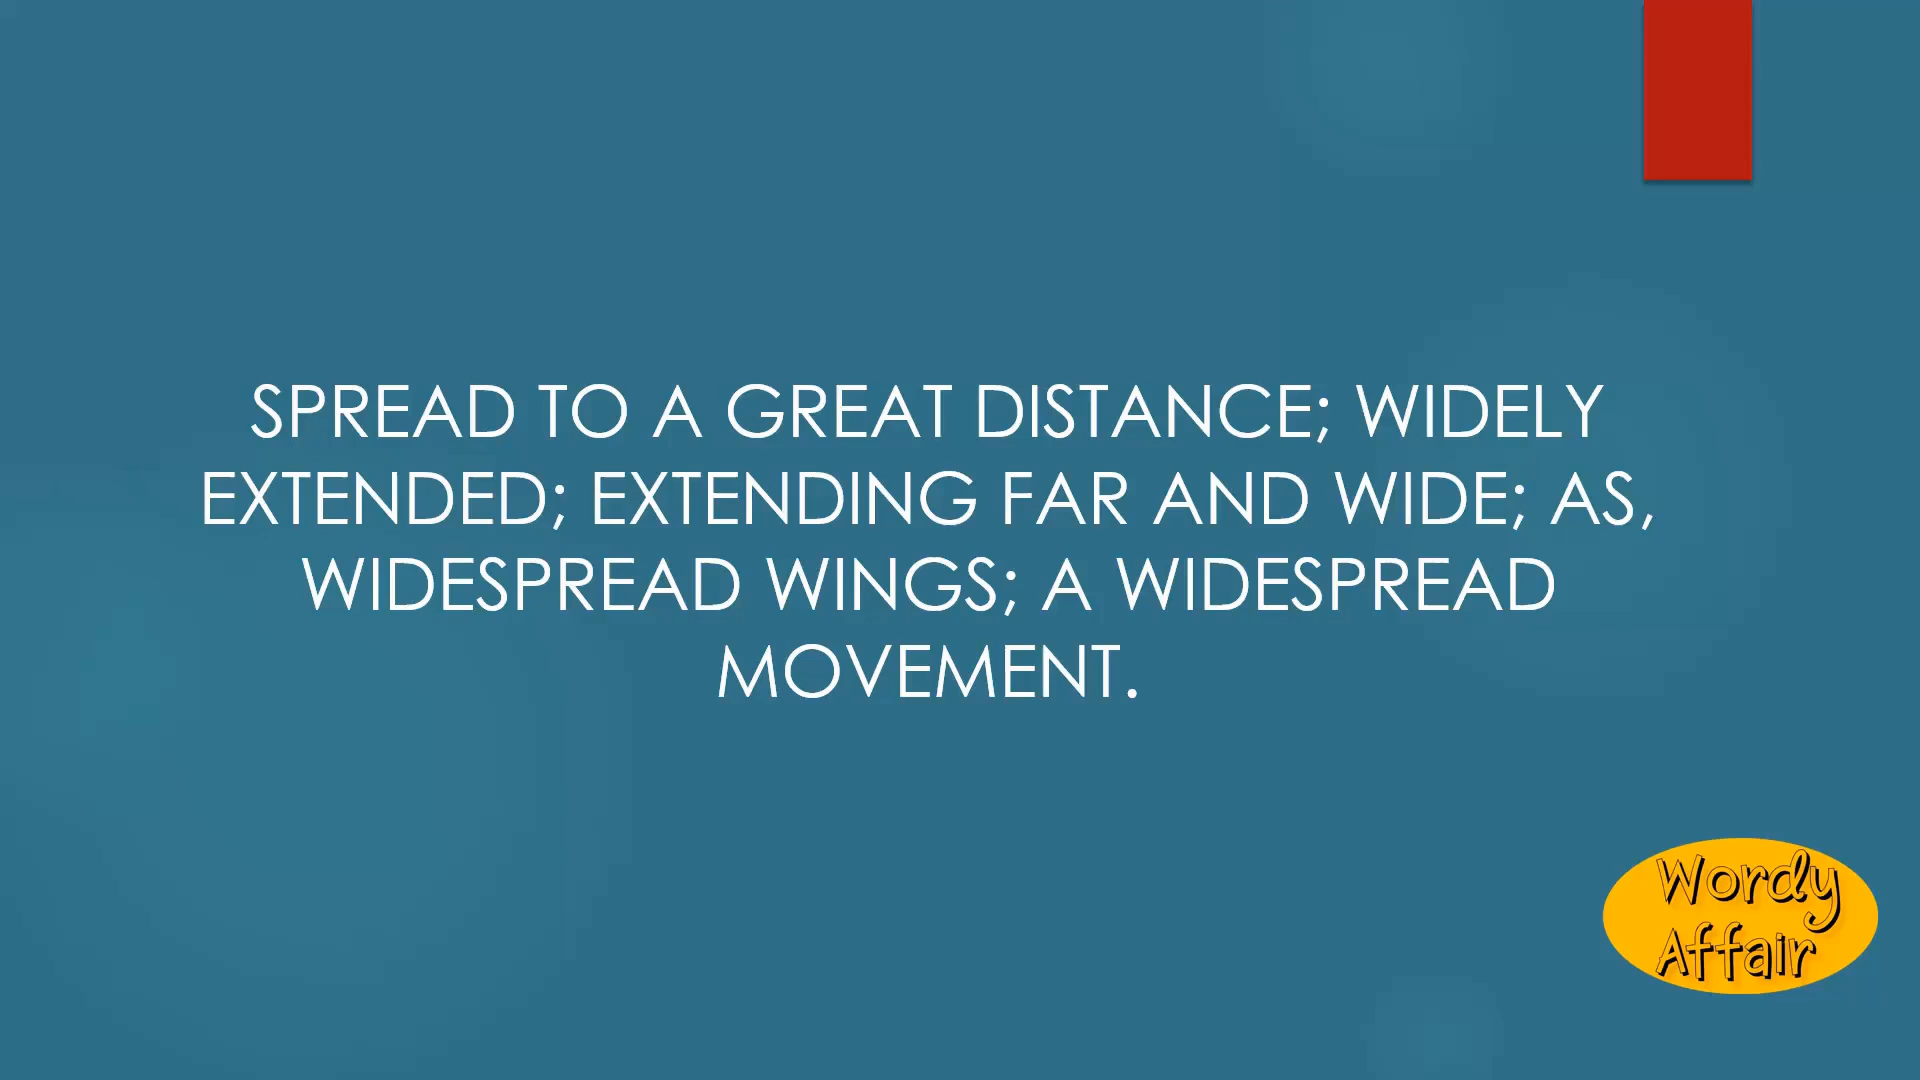 SPREAD TO A GREAT DISTANCE; WIDELY
EXTENDED; EXTENDING FAR AND WIDE; AS,
WIDESPREAD WINGS; A WIDESPREAD
MOVEMENT.
Wordy
Affair